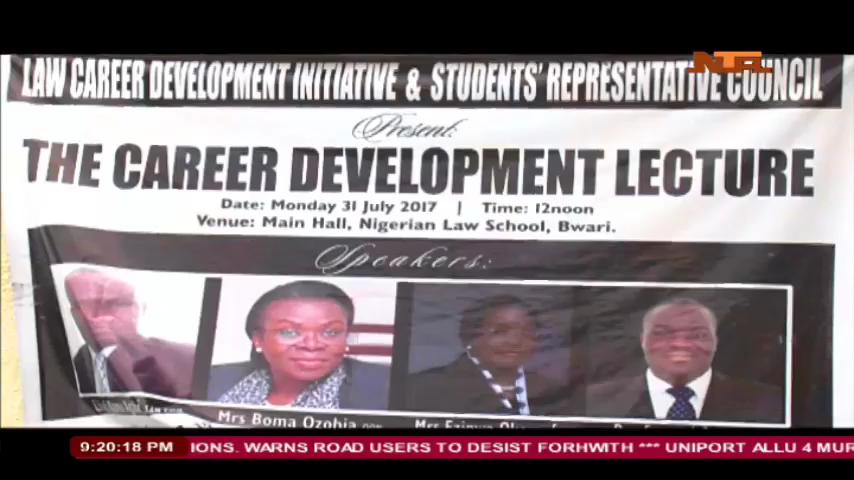 NTA
LAW CAREER DEVELOPMENT INITIATIVE & STUDENTS' REPRESENTATIVE COUNCIL
Present:
THE CAREER DEVELOPMENT LECTURE
Date: Monday 31 July 2017 | Time: 12noon
Venue: Main Hall, Nigerian Law School, Bwari.
Speakers:
Mrs Boma Ozobia
Mrs
9:20:18 PM IONS. WARNS ROAD USERS TO DESIST FORHWITH *** UNIPORT ALLU 4 MUR